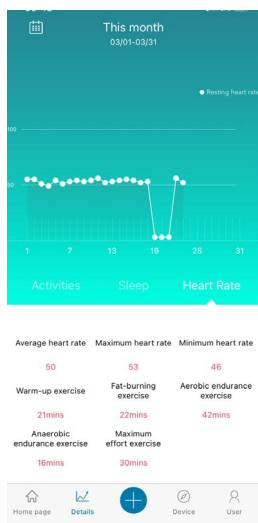 This month
03/01-03/31
Resting heart rate
100
50
1 7 13 19 25 31
Activities Sleep Heart Rate
Average heart rate Maximum heart rate Minimum heart rate
50 53 46
Warm-up exercise Fat-burning exercise Aerobic endurance exercise
21mins 22mins 42mins
Anaerobic endurance exercise Maximum effort exercise
16mins 30mins
Home page Details Device User